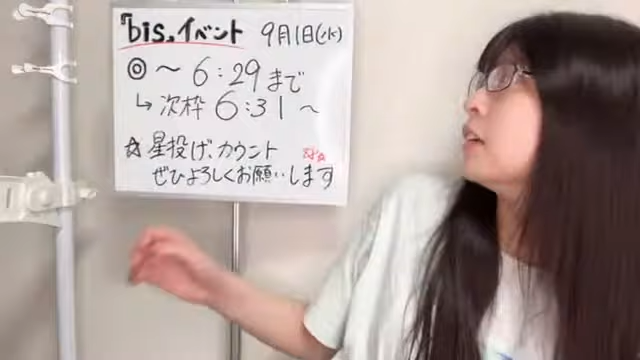 『bis』イベント 9月1日(火)
◎〜6:29まで
↳次枠 6:31〜
☆星投げ、カウント
ぜひよろしくお願いします